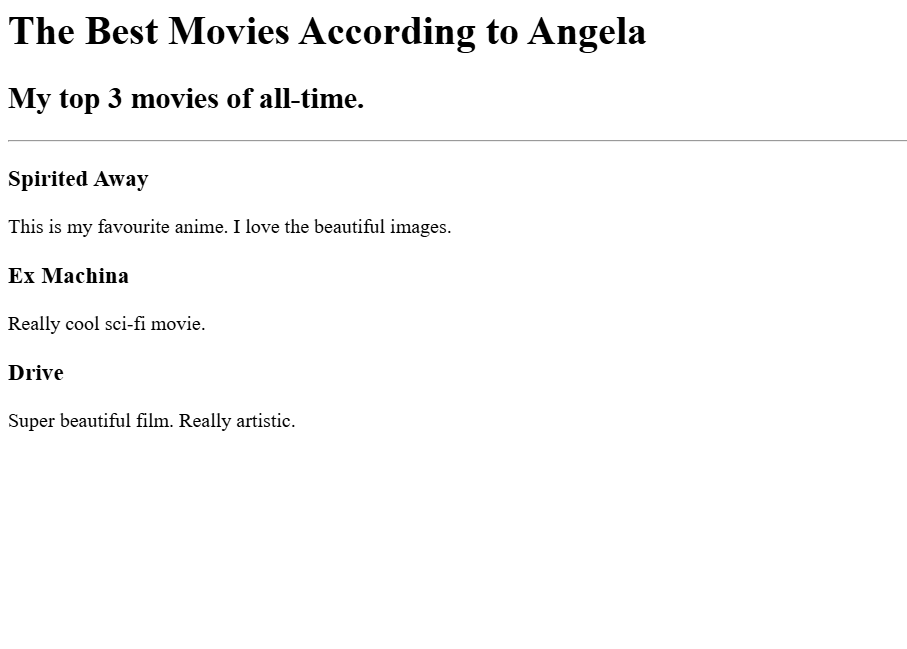 The Best Movies According to Angela
My top 3 movies of all-time.
Spirited Away
This is my favourite anime. I love the beautiful images.
Ex Machina
Really cool sci-fi movie.
Drive
Super beautiful film. Really artistic.